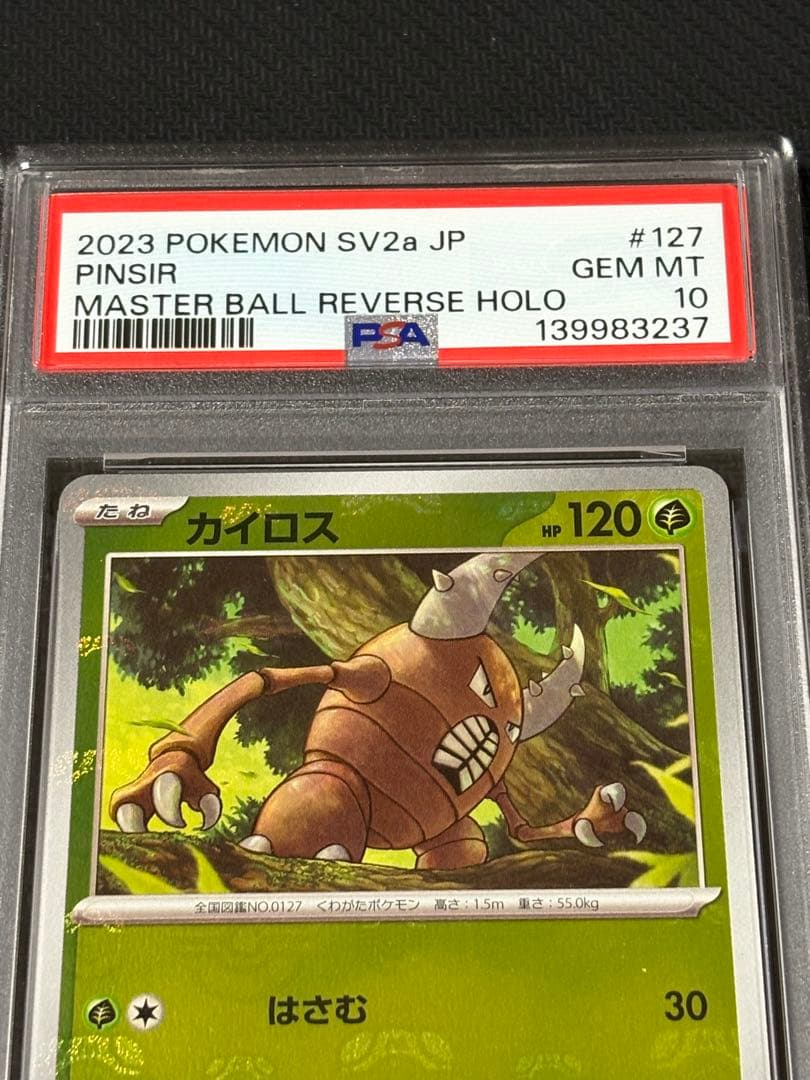 2023 POKEMON SV2a JP #127
PINSIR GEM MT
MASTER BALL REVERSE HOLO 10
PSA 139983237
たね カイロス HP 120
全国図鑑NO.0127 くわがたポケモン 高さ:1.5m 重さ:55.0kg
はさむ 30